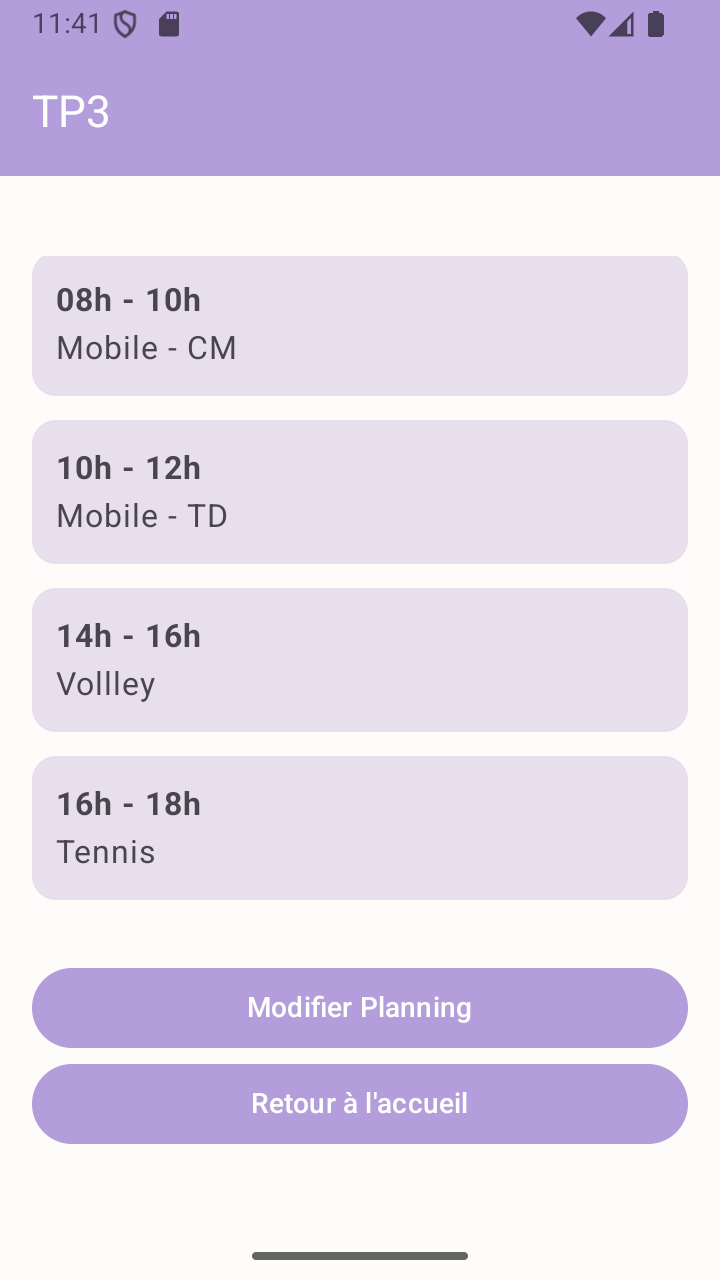 11:41
TP3
08h - 10h
Mobile - CM
10h - 12h
Mobile - TD
14h - 16h
Vollley
16h - 18h
Tennis
Modifier Planning
Retour à l'accueil